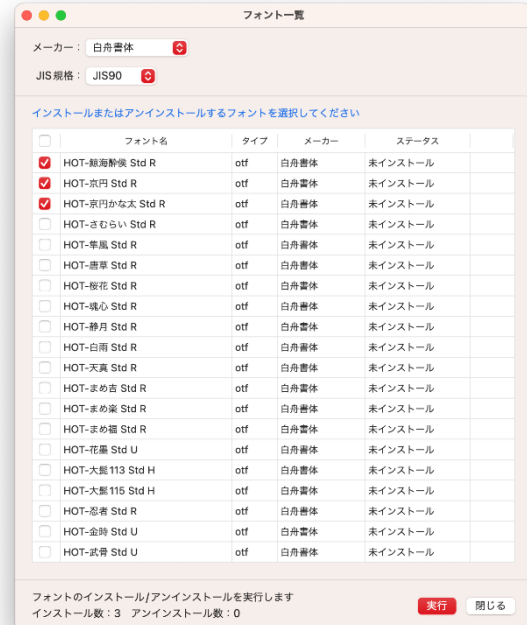 フォント一覧
メーカー： 白舟書体
JIS規格： JIS90
インストールまたはアンインストールするフォントを選択してください
フォント名 タイプ メーカー ステータス
HOT-鯨海酔侯 Std R otf 白舟書体 未インストール
HOT-京円 Std R otf 白舟書体 未インストール
HOT-京円かな太 Std R otf 白舟書体 未インストール
HOT-さむらい Std R otf 白舟書体 未インストール
HOT-隼風 Std R otf 白舟書体 未インストール
HOT-唐草 Std R otf 白舟書体 未インストール
HOT-桜花 Std R otf 白舟書体 未インストール
HOT-魂心 Std R otf 白舟書体 未インストール
HOT-静月 Std R otf 白舟書体 未インストール
HOT-白雨 Std R otf 白舟書体 未インストール
HOT-天真 Std R otf 白舟書体 未インストール
HOT-まめ吉 Std R otf 白舟書体 未インストール
HOT-まめ楽 Std R otf 白舟書体 未インストール
HOT-まめ福 Std R otf 白舟書体 未インストール
HOT-花墨 Std U otf 白舟書体 未インストール
HOT-大髭113 Std H otf 白舟書体 未インストール
HOT-大髭115 Std H otf 白舟書体 未インストール
HOT-忍者 Std R otf 白舟書体 未インストール
HOT-金時 Std U otf 白舟書体 未インストール
HOT-武骨 Std U otf 白舟書体 未インストール
フォントのインストール/アンインストールを実行します
インストール数：3 アンインストール数：0
実行 閉じる